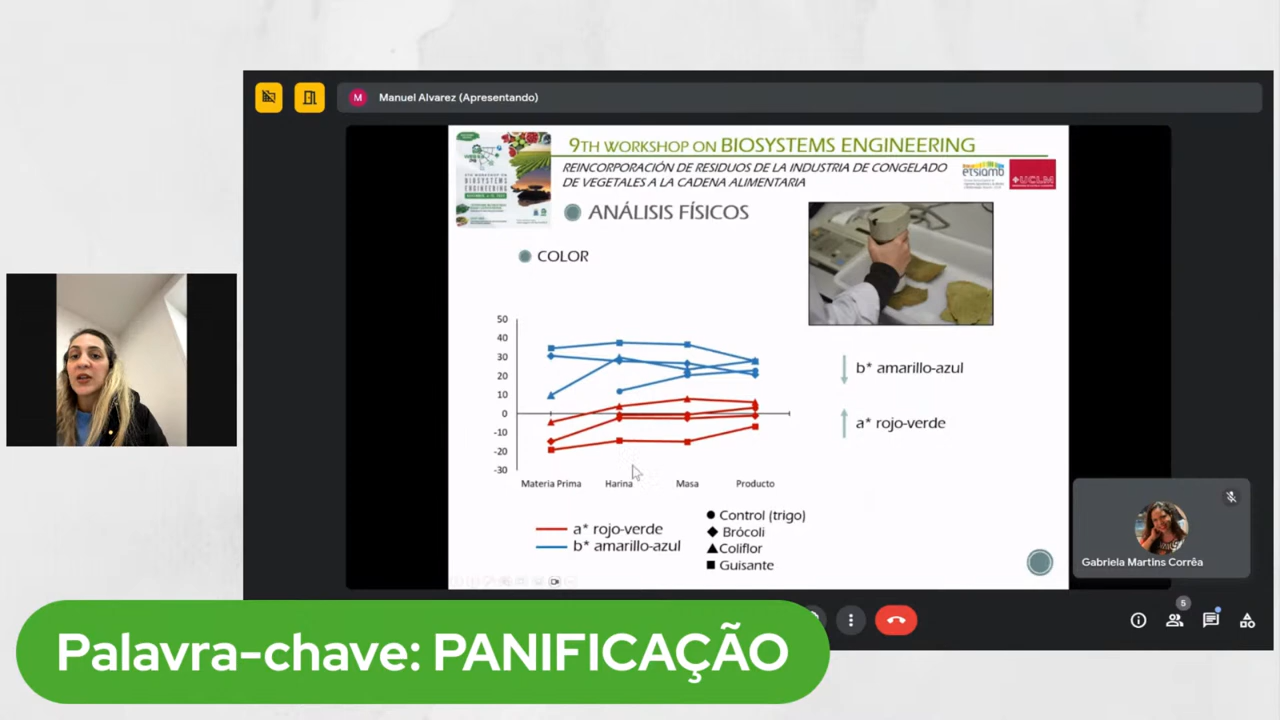 M Manuel Alvarez (Apresentando)
9TH WORKSHOP ON BIOSYSTEMS ENGINEERING
REINCORPORACIÓN DE RESIDUOS DE LA INDUSTRIA DE CONGELADO
DE VEGETALES A LA CADENA ALIMENTARIA
etsiamb
UCLM
BIOSYSTEMS
ENGINEERING
ANÁLISIS FÍSICOS
COLOR
50
40
30
20
10
0
-10
-20
-30
Materia Prima Harina Masa Producto
b* amarillo-azul
a* rojo-verde
a* rojo-verde
b* amarillo-azul
Control (trigo)
Brócoli
Coliflor
Guisante
Gabriela Martins Corrêa
5
Palavra-chave: PANIFICAÇÃO